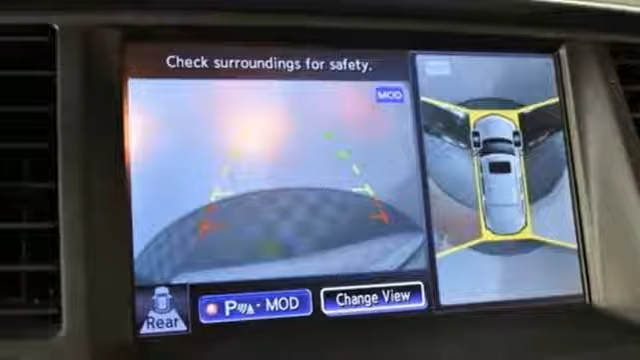 Check surroundings for safety.
MOD
Rear
P - MOD
Change View